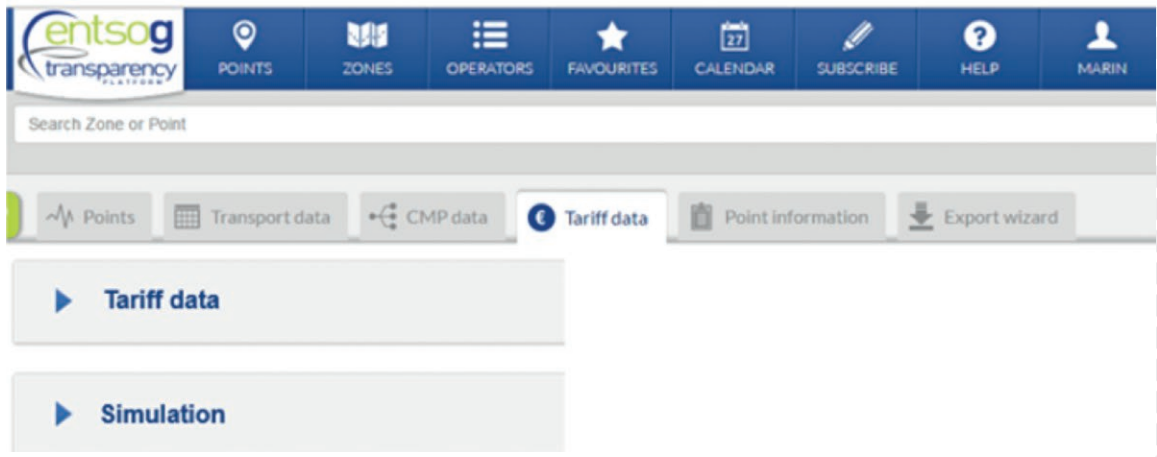 entsog
transparency
PLATFORM
POINTS
ZONES
OPERATORS
FAVOURITES
27
CALENDAR
SUBSCRIBE
?
HELP
MARIN
Search Zone or Point
Points
Transport data
CMP data
€
Tariff data
Point information
Export wizard
Tariff data
Simulation